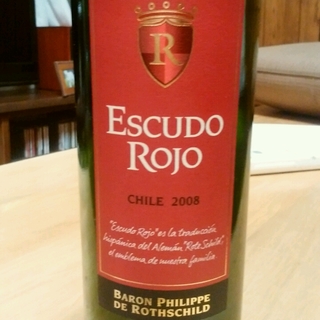 R
ESCUDO
ROJO
CHILE 2008
"Escudo Rojo" es la traducción
hispánica del Alemán "Rote Schild",
el emblema de nuestra familia
BARON PHILIPPE
DE ROTHSCHILD